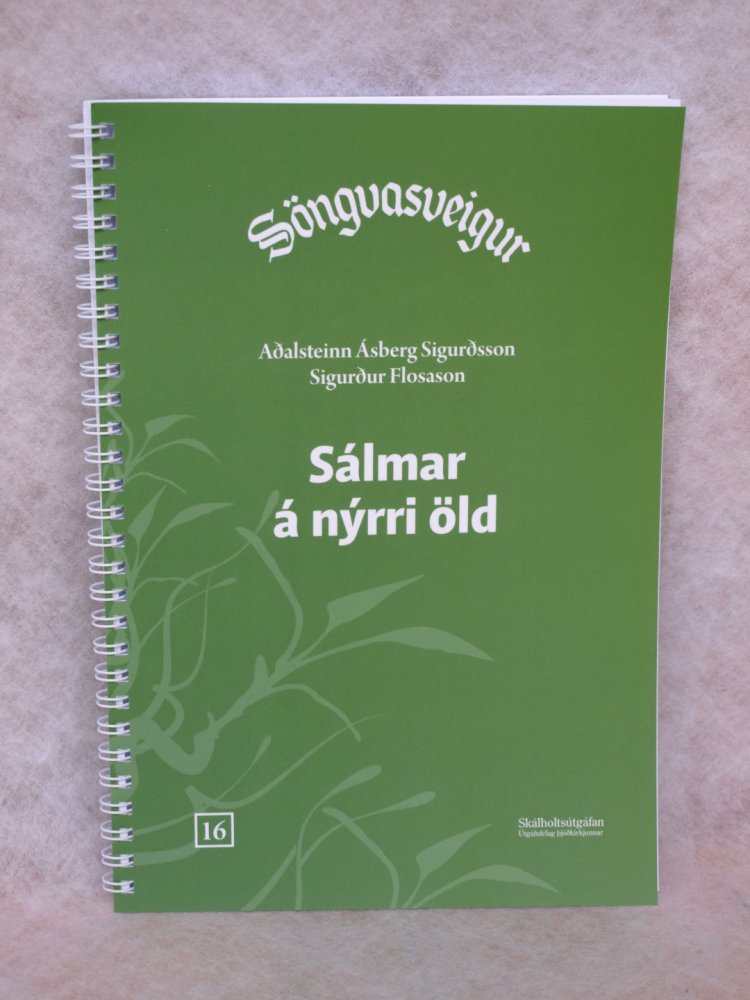 Söngvasveigur
Aðalsteinn Ásberg Sigurðsson
Sigurður Flosason
Sálmar
á nýrri öld
16
Skálholtsútgáfan
Útgáfufélag þjóðkirkjunnar